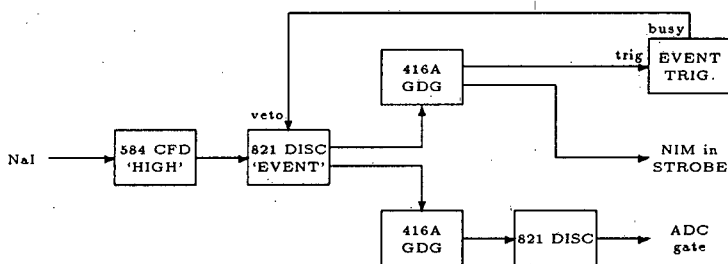 busy
416A
GDG
trig
EVENT
TRIG.
veto
NaI
584 CFD
'HIGH'
821 DISC
'EVENT'
NIM in
STROBE
416A
GDG
821 DISC
ADC
gate